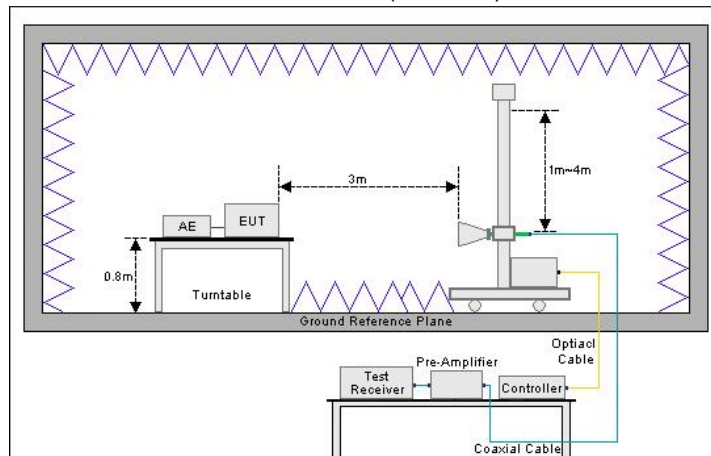 3m
1m~4m
AE
EUT
0.8m
Turntable
Ground Reference Plane
Optiacl
Cable
Pre-Amplifier
Test
Receiver
Controller
Coaxial Cable